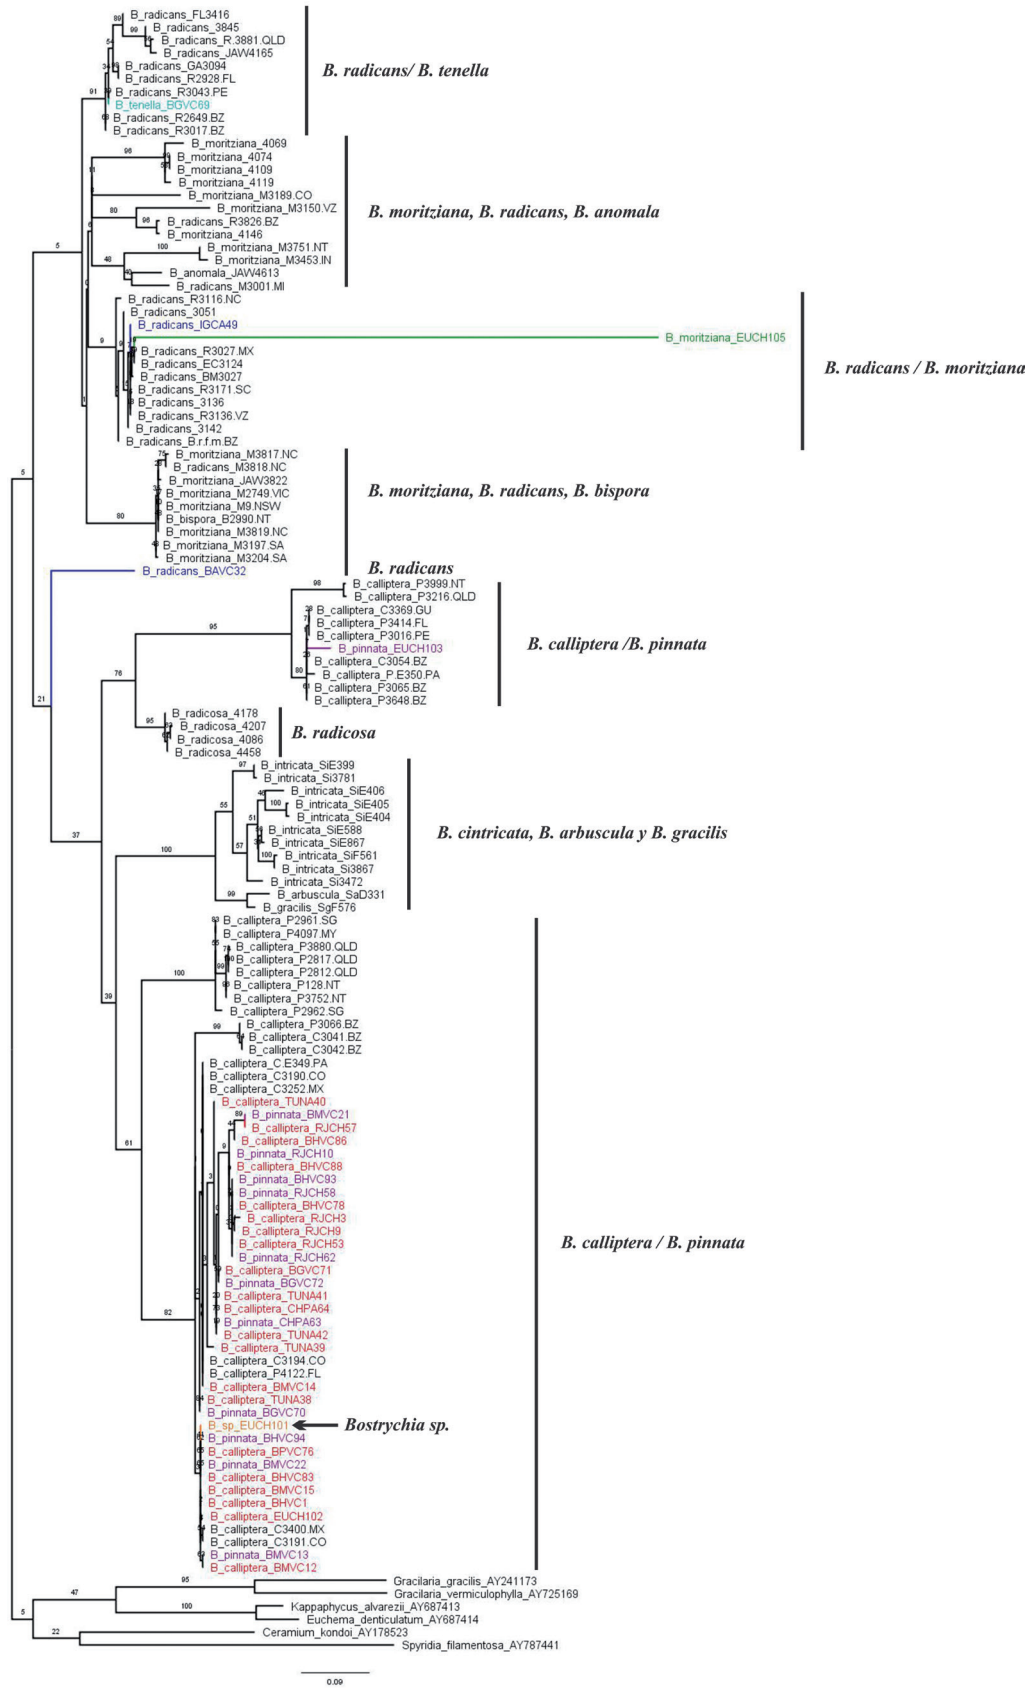 B_radicans_FL3416
B_radicans_3845
B_radicans_R.3881.QLD
B_radicans_JAW4165
B_radicans_GA3094
B_radicans_R2928.FL
B_radicans_R3043.PE
B_tenella_BGVC69
B_radicans_R2649.BZ
B_radicans_R3017.BZ
B. radicans/ B. tenella
B_moritziana_4069
B_moritziana_4074
B_moritziana_4109
B_moritziana_4119
B_moritziana_M3189.CO
B_moritziana_M3150.VZ
B_radicans_R3826.BZ
B_moritziana_4146
B_moritziana_M3751.NT
B_moritziana_M3453.IN
B_anomala_JAW4613
B_radicans_M3001.MI
B. moritziana, B. radicans, B. anomala
B_radicans_R3116.NC
B_radicans_3051
B_radicans_IGCA49
B_moritziana_EUCH105
B_radicans_R3027.MX
B_radicans_EC3124
B_radicans_BM3027
B_radicans_R3171.SC
B_radicans_3136
B_radicans_R3136.VZ
B_radicans_3142
B_radicans_B.r.f.m.BZ
B. radicans / B. moritziana
B_moritziana_M3817.NC
B_radicans_M3818.NC
B_moritziana_JAW3822
B_moritziana_M2749.VIC
B_moritziana_M9.NSW
B_bispora_B2990.NT
B_moritziana_M3819.NC
B_moritziana_M3197.SA
B_moritziana_M3204.SA
B. moritziana, B. radicans, B. bispora
B_radicans_BAVC32
B. radicans
B_calliptera_P3999.NT
B_calliptera_P3216.QLD
B_calliptera_C3369.GU
B_calliptera_P3414.FL
B_calliptera_P3016.PE
B_pinnata_EUCH103
B_calliptera_C3054.BZ
B_calliptera_P.E350.PA
B_calliptera_P3065.BZ
B_calliptera_P3648.BZ
B. calliptera /B. pinnata
B_radicosa_4178
B_radicosa_4207
B_radicosa_4086
B_radicosa_4458
B. radicosa
B_intricata_SiE399
B_intricata_Si3781
B_intricata_SiE406
B_intricata_SiE405
B_intricata_SiE404
B_intricata_SiE588
B_intricata_SiE867
B_intricata_SiF561
B_intricata_Si3867
B_intricata_Si3472
B_arbuscula_SaD331
B_gracilis_SgF576
B. cintricata, B. arbuscula y B. gracilis
B_calliptera_P2961.SG
B_calliptera_P4097.MY
B_calliptera_P3880.QLD
B_calliptera_P2817.QLD
B_calliptera_P2812.QLD
B_calliptera_P128.NT
B_calliptera_P3752.NT
B_calliptera_P2962.SG
B_calliptera_P3066.BZ
B_calliptera_C3041.BZ
B_calliptera_C3042.BZ
B_calliptera_C.E349.PA
B_calliptera_C3190.CO
B_calliptera_C3252.MX
B_calliptera_TUNA40
B_pinnata_BMVC21
B_calliptera_RJCH57
B_calliptera_BHVC86
B_pinnata_RJCH10
B_calliptera_BHVC88
B_pinnata_BHVC93
B_pinnata_RJCH58
B_calliptera_BHVC78
B_calliptera_RJCH3
B_calliptera_RJCH9
B_calliptera_RJCH53
B_pinnata_RJCH62
B_calliptera_BGVC71
B_pinnata_BGVC72
B_calliptera_TUNA41
B_calliptera_CHPA64
B_pinnata_CHPA63
B_calliptera_TUNA42
B_calliptera_TUNA39
B_calliptera_C3194.CO
B_calliptera_P4122.FL
B_calliptera_BMVC14
B_calliptera_TUNA38
B_pinnata_BGVC70
B_sp_EUCH101
Bostrychia sp.
B_pinnata_BHVC94
B_calliptera_BPVC76
B_pinnata_BMVC22
B_calliptera_BHVC83
B_calliptera_BMVC15
B_calliptera_BHVC1
B_calliptera_EUCH102
B_calliptera_C3400.MX
B_calliptera_C3191.CO
B_pinnata_BMVC13
B_calliptera_BMVC12
B. calliptera / B. pinnata
Gracilaria_gracilis_AY241173
Gracilaria_vermiculophylla_AY725169
Kappaphycus_alvarezii_AY687413
Euchema_denticulatum_AY687414
Ceramium_kondoi_AY178523
Spyridia_filamentosa_AY787441
0.09